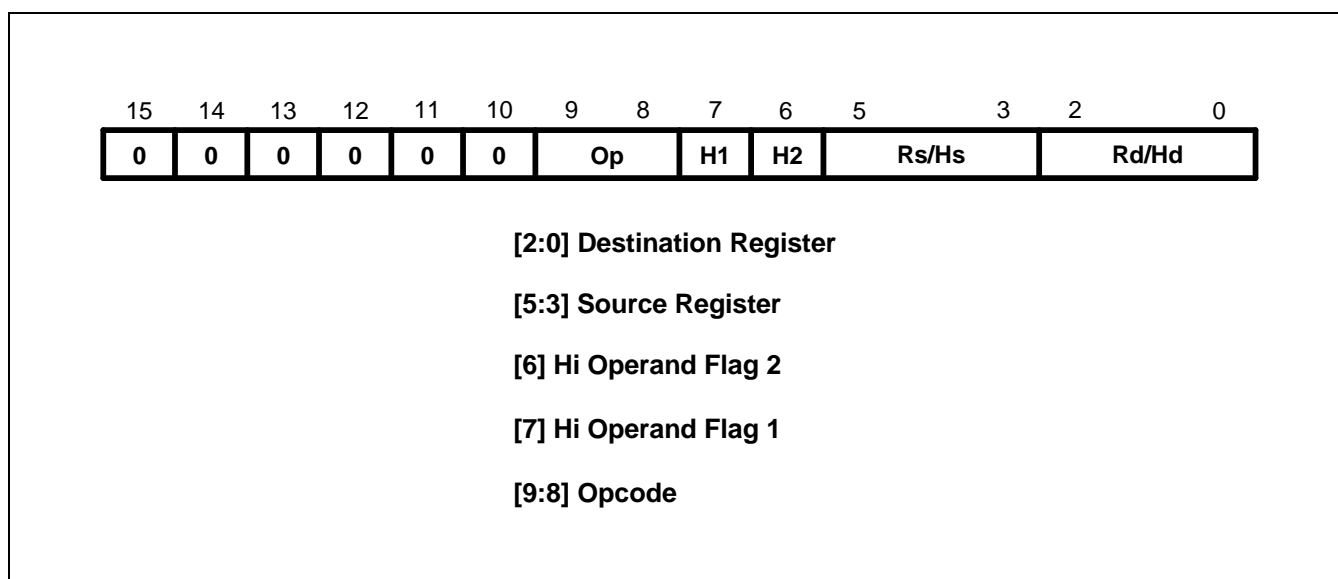 15 14 13 12 11 10 9 8 7 6 5 3 2 0
0 0 0 0 0 0 Op H1 H2 Rs/Hs Rd/Hd
[2:0] Destination Register
[5:3] Source Register
[6] Hi Operand Flag 2
[7] Hi Operand Flag 1
[9:8] Opcode